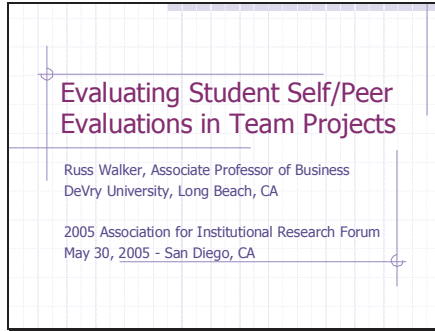 Evaluating Student Self/Peer
Evaluations in Team Projects
Russ Walker, Associate Professor of Business
DeVry University, Long Beach, CA
2005 Association for Institutional Research Forum
May 30, 2005 - San Diego, CA